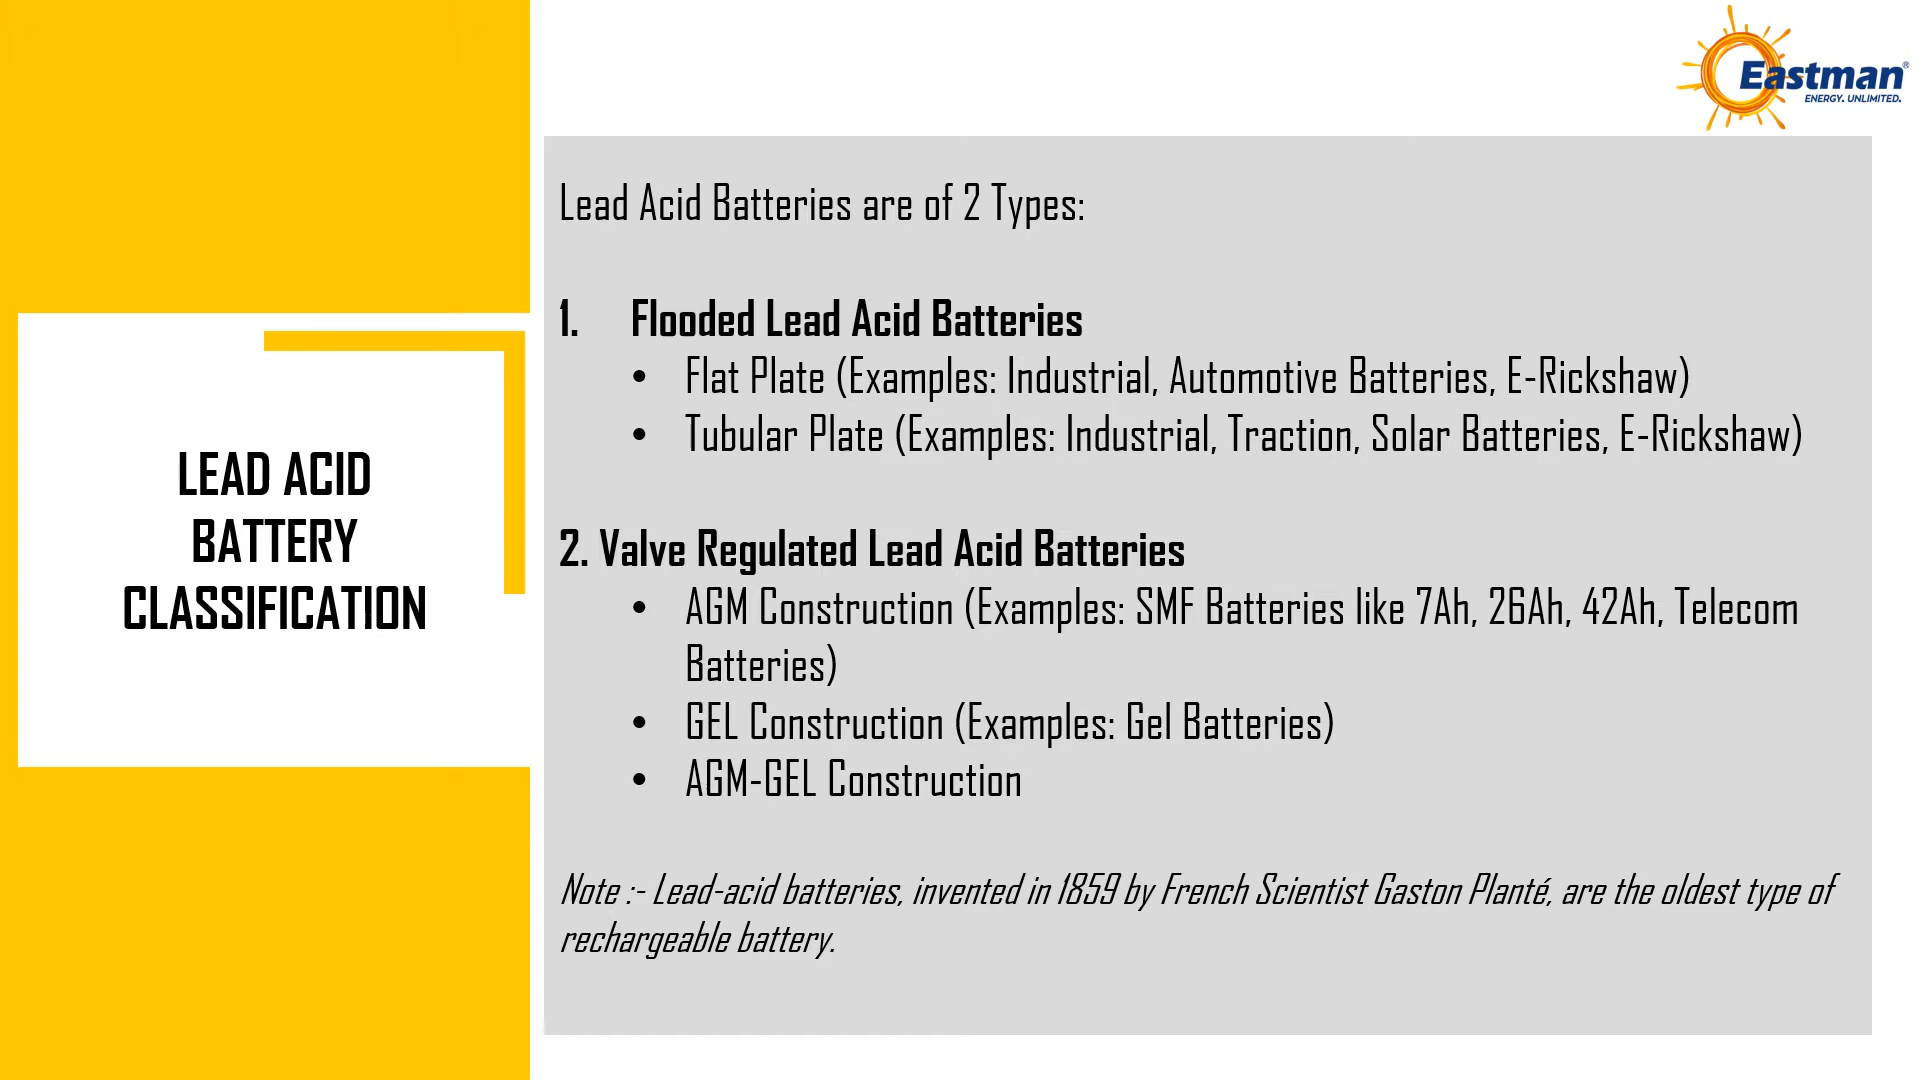 Eastman®
ENERGY. UNLIMITED.
LEAD ACID
BATTERY
CLASSIFICATION
Lead Acid Batteries are of 2 Types:
1. Flooded Lead Acid Batteries
• Flat Plate (Examples: Industrial, Automotive Batteries, E-Rickshaw)
• Tubular Plate (Examples: Industrial, Traction, Solar Batteries, E-Rickshaw)
2. Valve Regulated Lead Acid Batteries
• AGM Construction (Examples: SMF Batteries like 7Ah, 26Ah, 42Ah, Telecom
Batteries)
• GEL Construction (Examples: Gel Batteries)
• AGM-GEL Construction
Note :- Lead-acid batteries, invented in 1859 by French Scientist Gaston Planté, are the oldest type of
rechargeable battery.